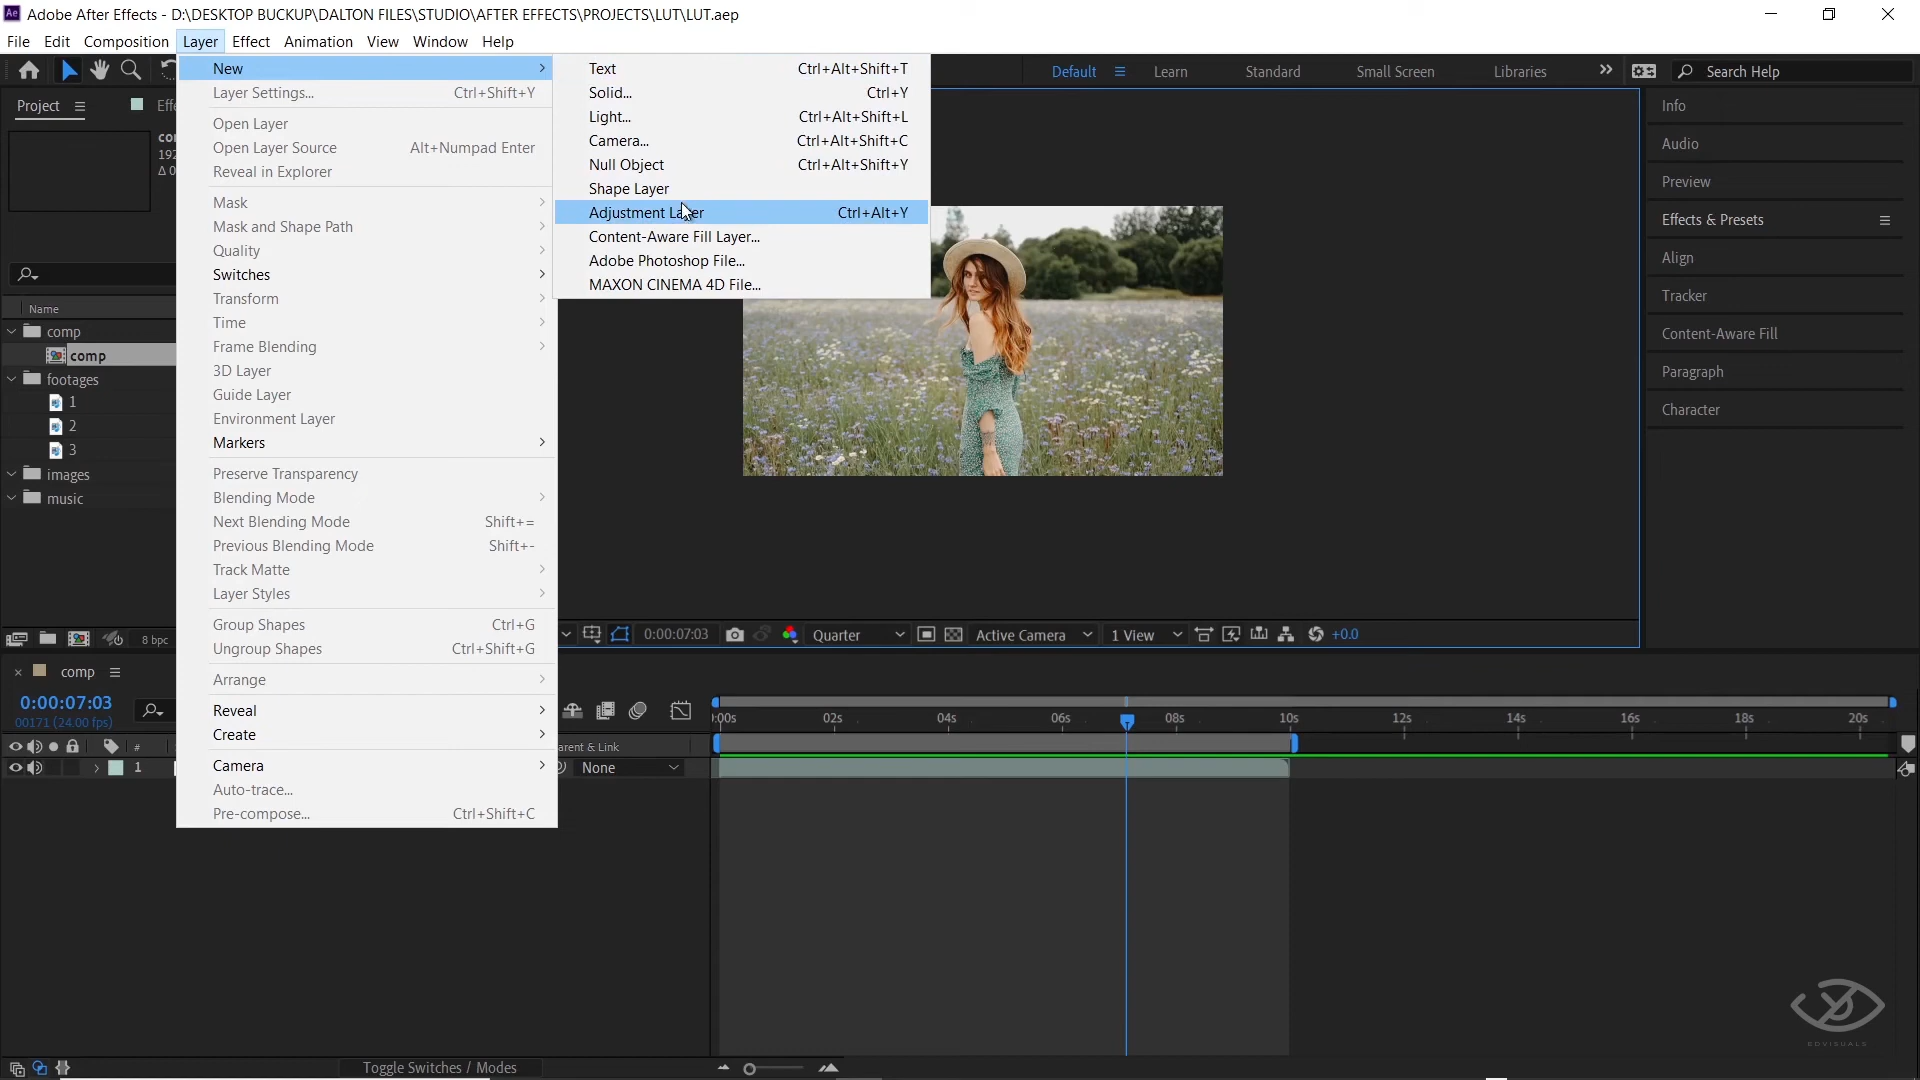 Adobe After Effects - D:\DESKTOP BUCKUP\DALTON FILES\STUDIO\AFTER EFFECTS\PROJECTS\LUT\LUT.aep
File Edit Composition Layer Effect Animation View Window Help
New
Layer Settings... Ctrl+Shift+Y
Open Layer
Open Layer Source Alt+Numpad Enter
Reveal in Explorer
Mask
Mask and Shape Path
Quality
Switches
Transform
Time
Frame Blending
3D Layer
Guide Layer
Environment Layer
Markers
Preserve Transparency
Blending Mode
Next Blending Mode Shift+=
Previous Blending Mode Shift+-
Track Matte
Layer Styles
Group Shapes Ctrl+G
Ungroup Shapes Ctrl+Shift+G
Arrange
Reveal
Create
Camera
Auto-trace...
Pre-compose... Ctrl+Shift+C
Text Ctrl+Alt+Shift+T
Solid... Ctrl+Y
Light... Ctrl+Alt+Shift+L
Camera... Ctrl+Alt+Shift+C
Null Object Ctrl+Alt+Shift+Y
Shape Layer
Adjustment Layer Ctrl+Alt+Y
Content-Aware Fill Layer...
Adobe Photoshop File...
MAXON CINEMA 4D File...
Default Learn Standard Small Screen Libraries Search Help
Project
Name
comp
comp
footages
1
2
3
images
music
8 bpc
Info
Audio
Preview
Effects & Presets
Align
Tracker
Content-Aware Fill
Paragraph
Character
0:00:07:03 Quarter Active Camera 1 View +0.0
comp
0:00:07:03
00171 (24.00 fps)
02s 04s 06s 08s 10s 12s 14s 16s 18s 20s
#
1 None
Toggle Switches / Modes
EDVISUALS